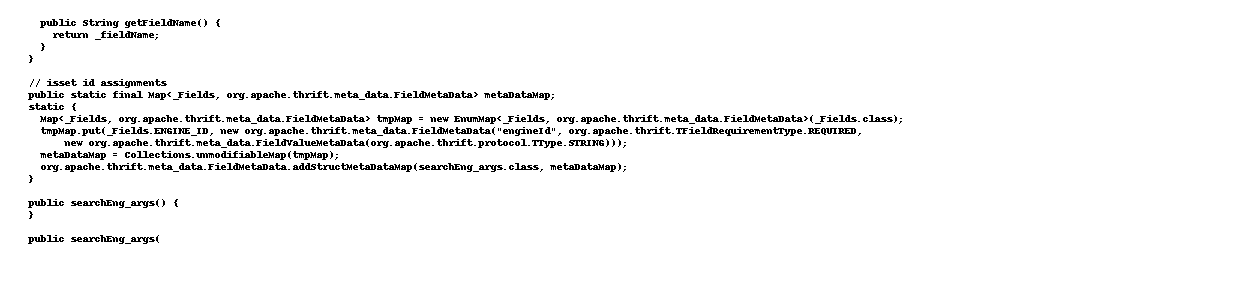 public String getFieldName() {
return _fieldName;
}
}
// isset id assignments
public static final Map<_Fields, org.apache.thrift.meta_data.FieldMetaData> metaDataMap;
static {
Map<_Fields, org.apache.thrift.meta_data.FieldMetaData> tmpMap = new EnumMap<_Fields, org.apache.thrift.meta_data.FieldMetaData>(_Fields.class);
tmpMap.put(_Fields.ENGINE_ID, new org.apache.thrift.meta_data.FieldMetaData("engineId", org.apache.thrift.TFieldRequirementType.REQUIRED,
new org.apache.thrift.meta_data.FieldValueMetaData(org.apache.thrift.protocol.TType.STRING)));
metaDataMap = Collections.unmodifiableMap(tmpMap);
org.apache.thrift.meta_data.FieldMetaData.addStructMetaDataMap(searchEng_args.class, metaDataMap);
}
public searchEng_args() {
}
public searchEng_args(